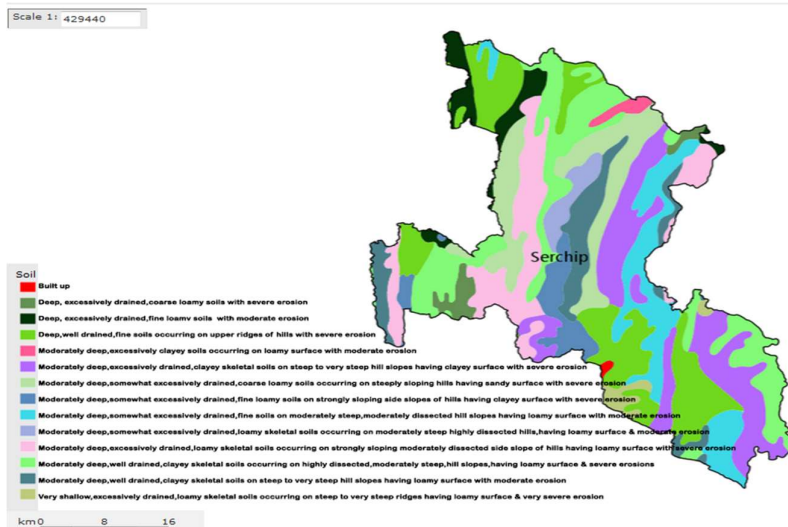 Scale 1: 429440
Serchip
Soil
Built up
Deep, excessively drained,coarse loamy soils with severe erosion
Deep, excessively drained,fine loamv soils with moderate erosion
Deep,well drained,fine soils occurring on upper ridges of hills with severe erosion
Moderately deep,excessively clayey soils occurring on loamy surface with moderate erosion
Moderately deep,excessively drained,clayey skeletal soils on steep to very steep hill slopes having clayey surface with severe erosion
Moderately deep,somewhat excessively drained,coarse loamy soils occurring on steeply sloping hills having sandy surface with severe erosion
Moderately deep,somewhat excessively drained,fine loamy soils on strongly sloping side slopes of hills having clayey surface with severe erosion
Moderately deep,somewhat excessively drained,fine soils on moderately steep,moderately dissected hill slopes having loamy surface with moderate erosion
Moderately deep,somewhat excessively drained,loamy skeletal soils occurring on moderately steep highly dissected hills,having loamy surface & moderate erosion
Moderately deep,excessively drained,loamy skeletal soils occurring on strongly sloping moderately dissected side slope of hills having loamy surface with severe erosion
Moderately deep,well drained,clayey skeletal soils occurring on highly dissected,moderately steep,hill slopes,having loamy surface & severe erosions
Moderately deep,well drained,clayey skeletal soils on steep to very steep hill slopes having loamy surface with moderate erosion
Very shallow,excessively drained,loamy skeletal soils occurring on steep to very steep ridges having loamy surface & very severe erosion
km 0 8 16